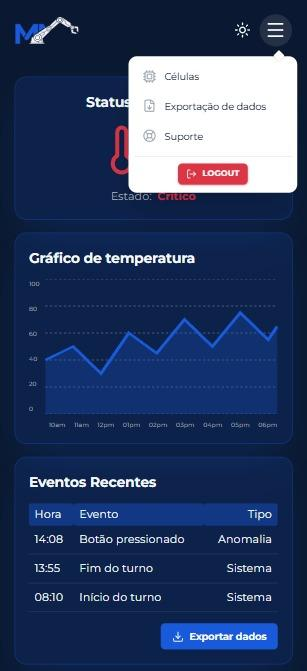 Células
Exportação de dados
Suporte
LOGOUT
Status
Estado: Crítico
Gráfico de temperatura
100
80
60
40
20
0
10am 11am 12pm 01pm 02pm 03pm 04pm 05pm 06pm
Eventos Recentes
Hora Evento Tipo
14:08 Botão pressionado Anomalia
13:55 Fim do turno Sistema
08:10 Início do turno Sistema
Exportar dados